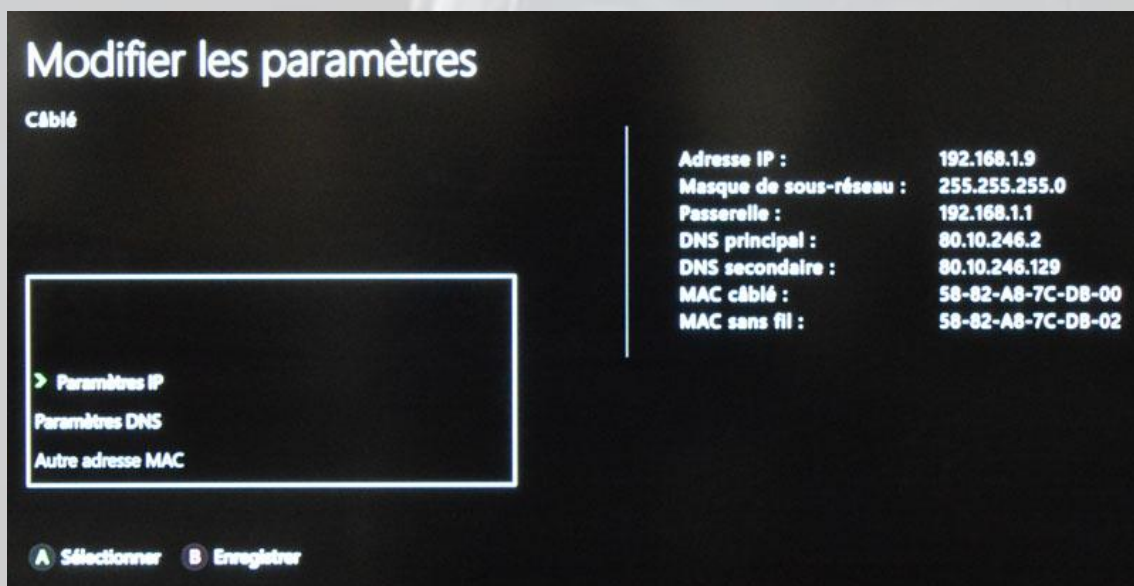 Modifier les paramètres
Câblé
Adresse IP : 192.168.1.9
Masque de sous-réseau : 255.255.255.0
Passerelle : 192.168.1.1
DNS principal : 80.10.246.2
DNS secondaire : 80.10.246.129
MAC câblé : 58-82-A8-7C-DB-00
MAC sans fil : 58-82-A8-7C-DB-02
> Paramètres IP
Paramètres DNS
Autre adresse MAC
A Sélectionner B Enregistrer